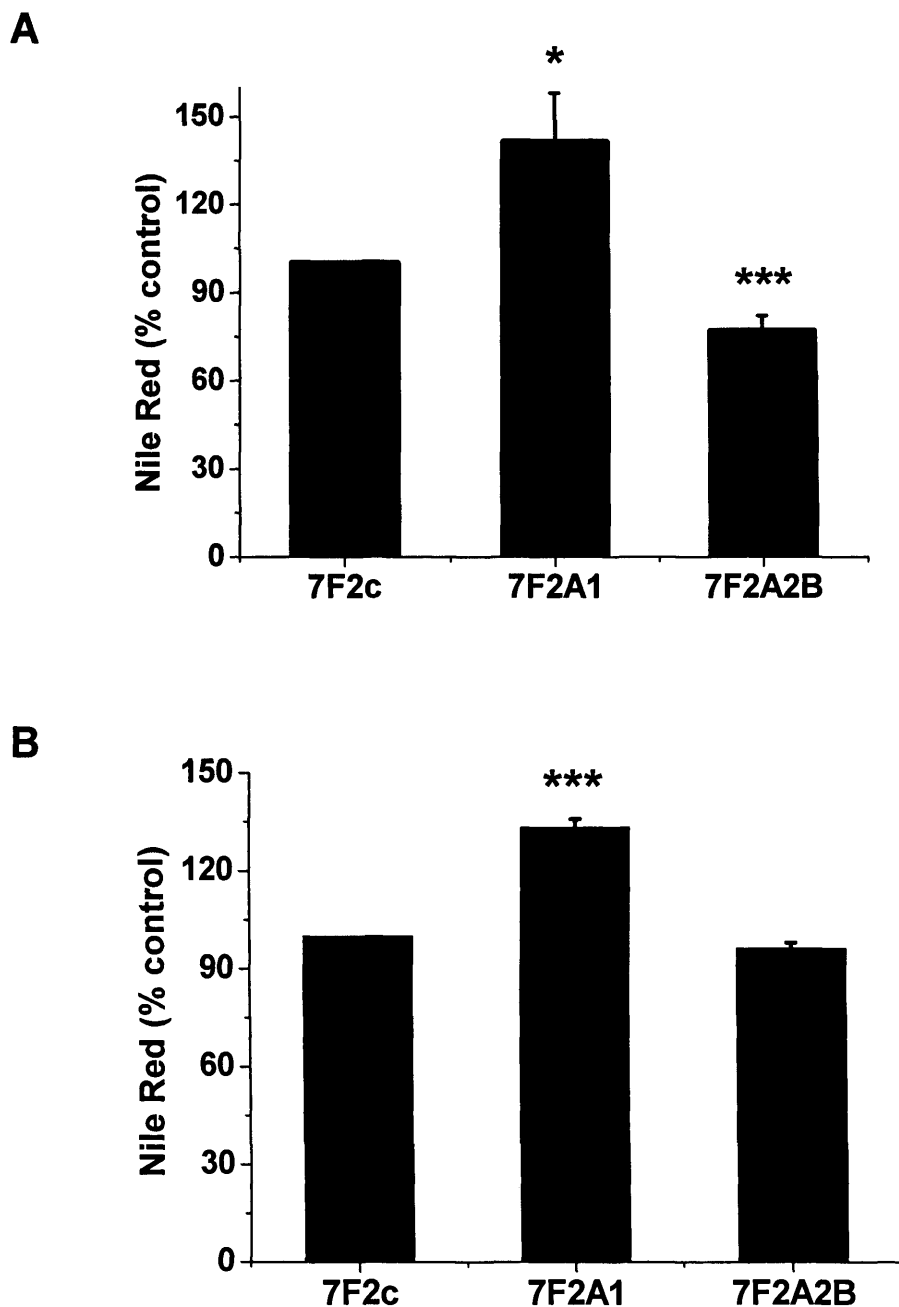 A
*
150
120
90
60
30
0
Nile Red (% control)
***
7F2c 7F2A1 7F2A2B
B
150
120
90
60
30
0
Nile Red (% control)
***
7F2c 7F2A1 7F2A2B